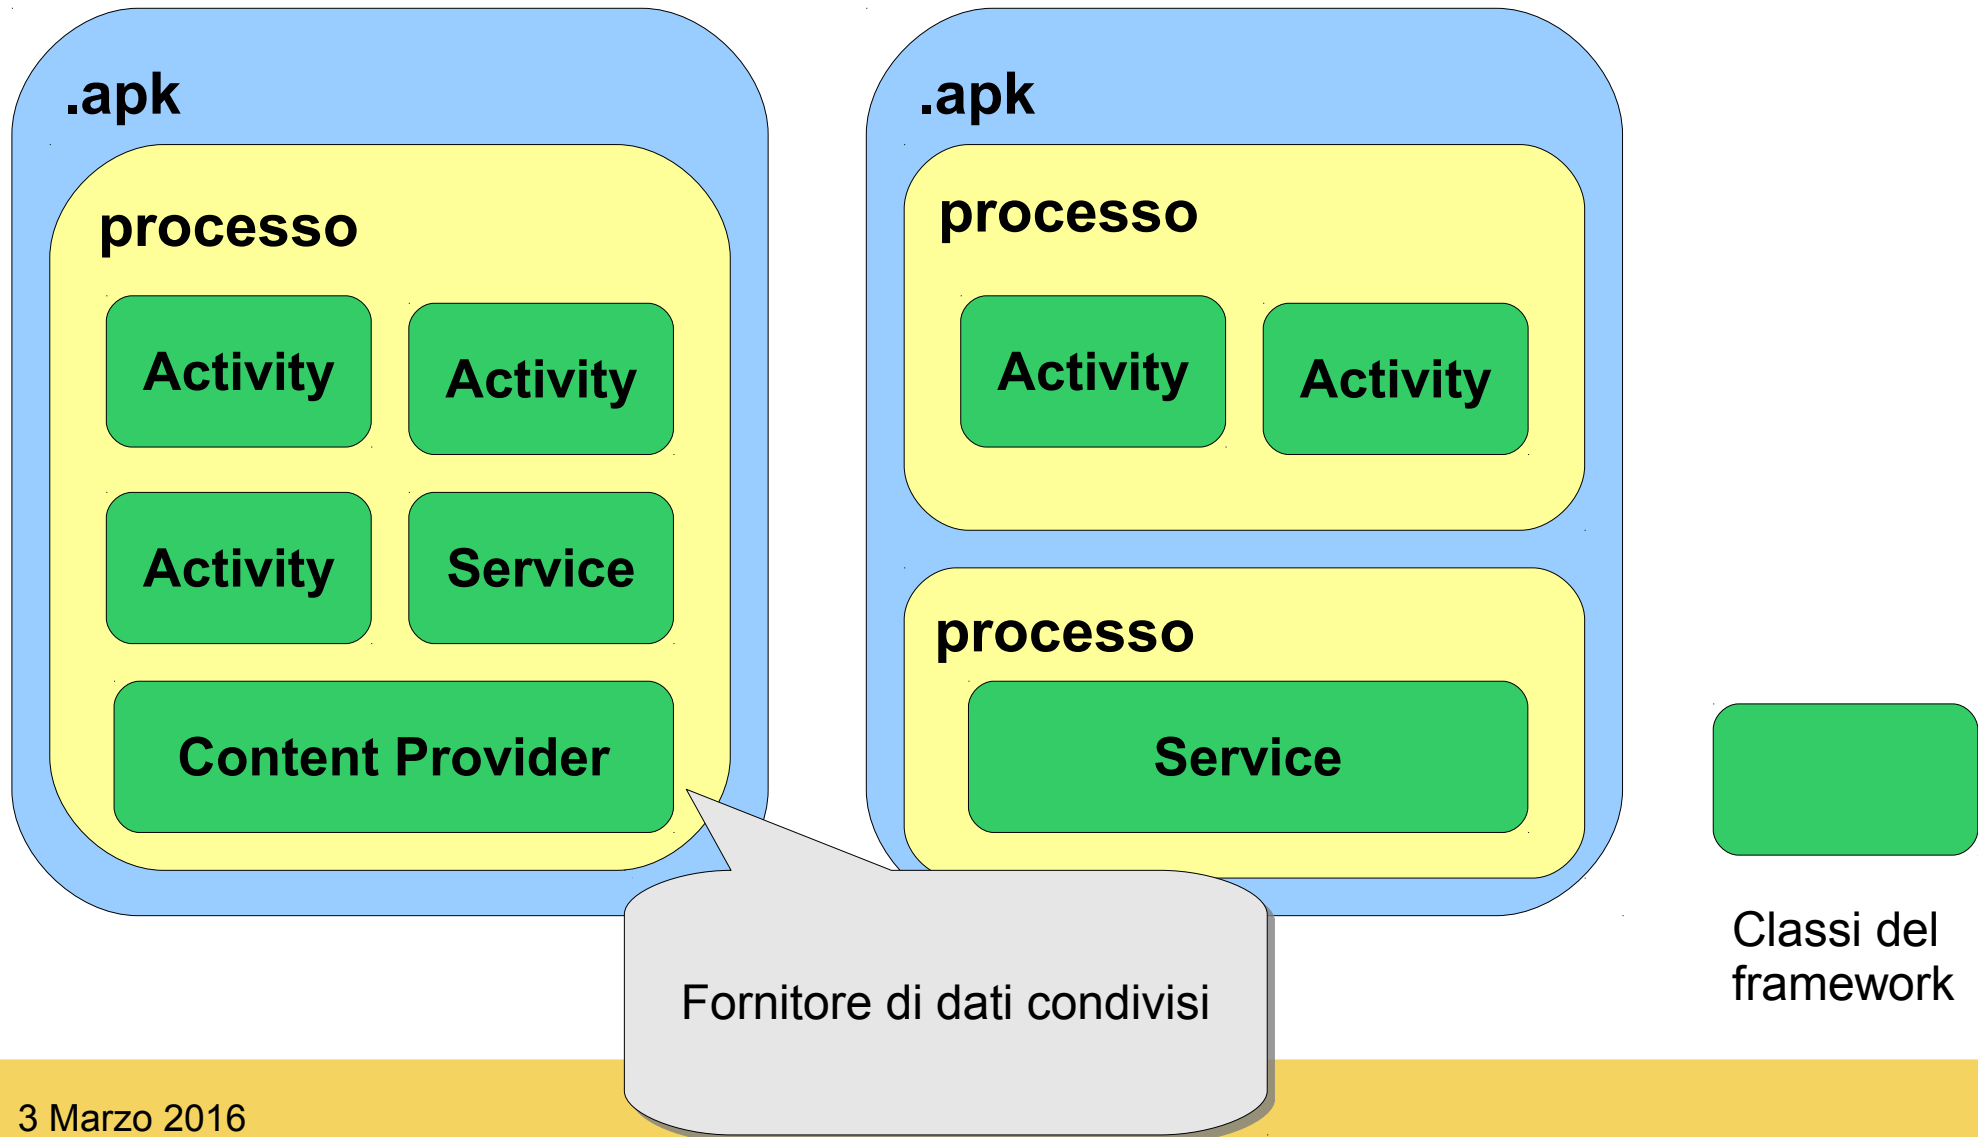 .apk
processo
Activity
Activity
Activity
Service
Content Provider
.apk
processo
Activity
Activity
processo
Service
Fornitore di dati condivisi
Classi del
framework
3 Marzo 2016